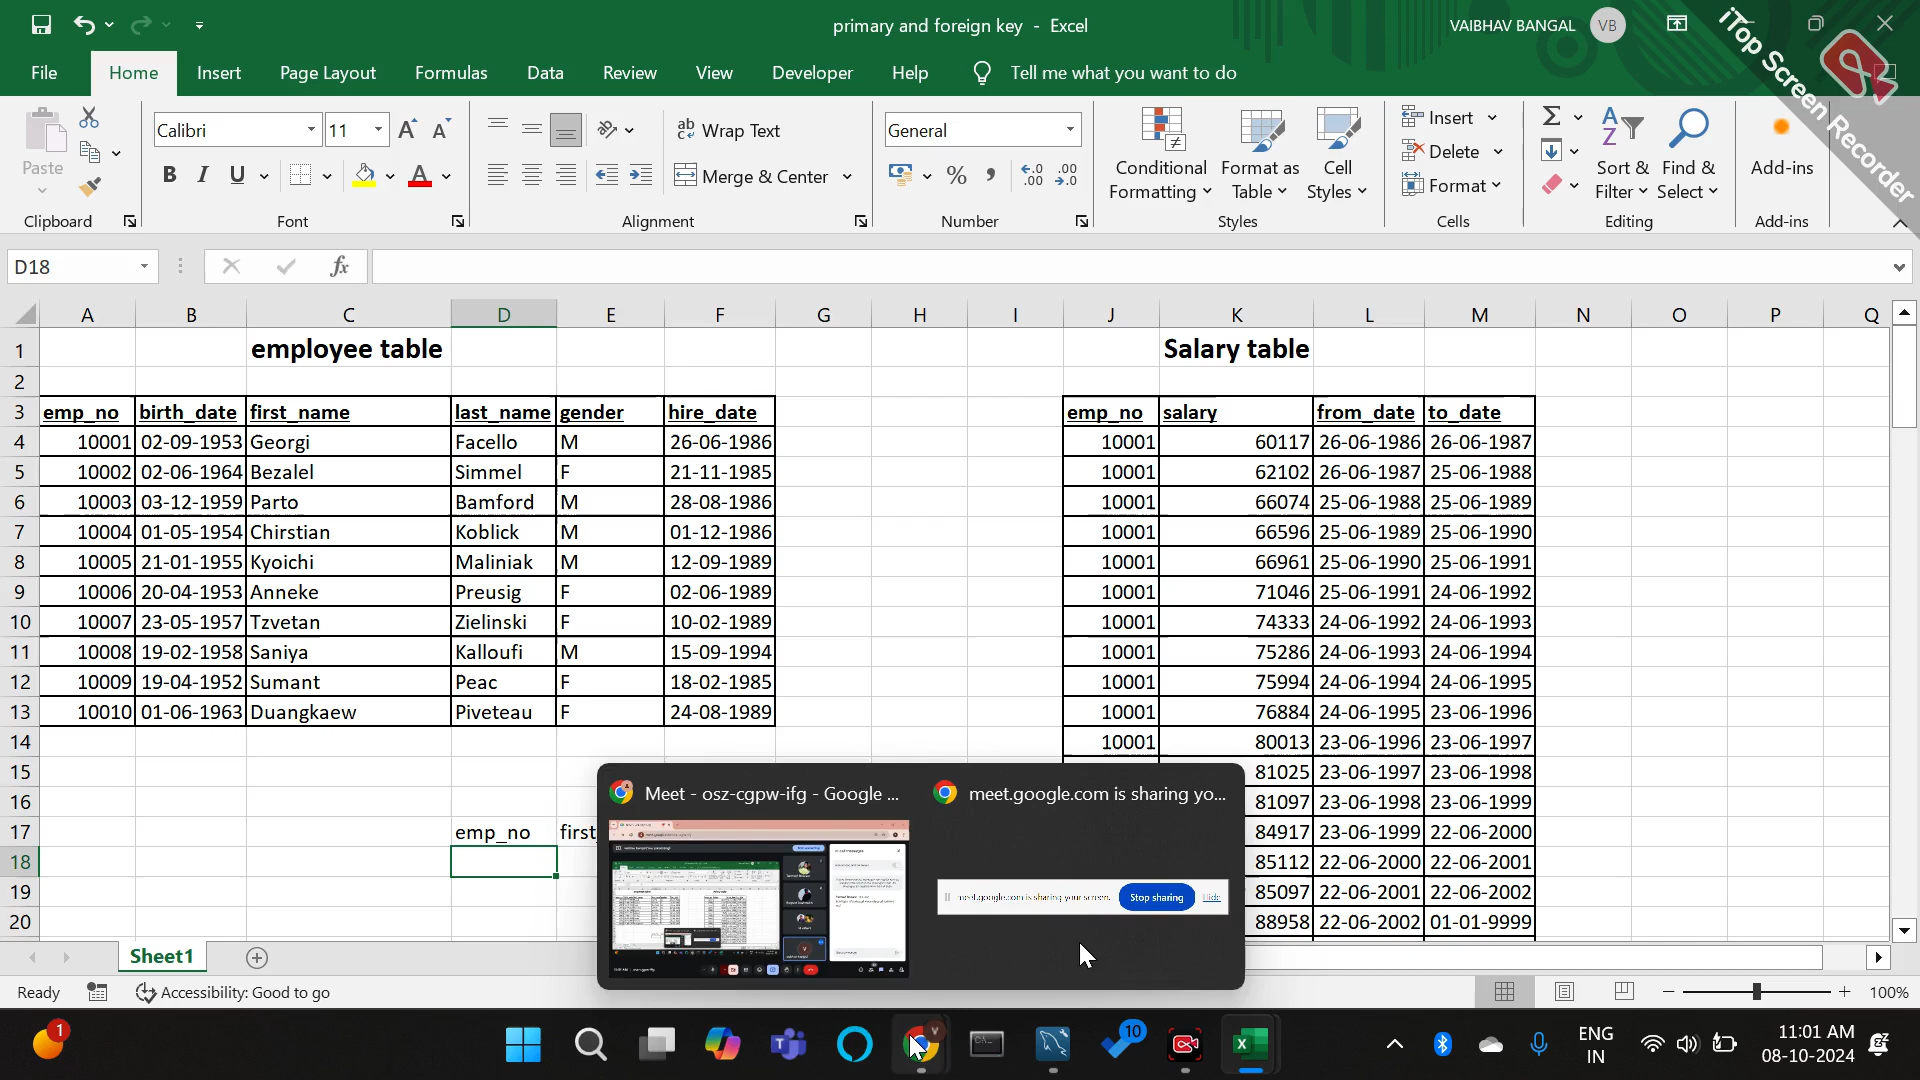 primary and foreign key - Excel
VAIBHAV BANGAL VB
iTop Screen Recorder
File Home Insert Page Layout Formulas Data Review View Developer Help Tell me what you want to do
Paste
Calibri 11
Wrap Text
Merge & Center
General
Conditional Formatting
Format as Table
Cell Styles
Insert
Delete
Format
Sort & Filter
Find & Select
Add-ins
Clipboard Font Alignment Number Styles Cells Editing Add-ins
D18
fx
A B C D E F G H I J K L M N O P Q
1 employee table Salary table
2
3 emp_no birth_date first_name last_name gender hire_date emp_no salary from_date to_date
4 10001 02-09-1953 Georgi Facello M 26-06-1986 10001 60117 26-06-1986 26-06-1987
5 10002 02-06-1964 Bezalel Simmel F 21-11-1985 10001 62102 26-06-1987 25-06-1988
6 10003 03-12-1959 Parto Bamford M 28-08-1986 10001 66074 25-06-1988 25-06-1989
7 10004 01-05-1954 Chirstian Koblick M 01-12-1986 10001 66596 25-06-1989 25-06-1990
8 10005 21-01-1955 Kyoichi Maliniak M 12-09-1989 10001 66961 25-06-1990 25-06-1991
9 10006 20-04-1953 Anneke Preusig F 02-06-1989 10001 71046 25-06-1991 24-06-1992
10 10007 23-05-1957 Tzvetan Zielinski F 10-02-1989 10001 74333 24-06-1992 24-06-1993
11 10008 19-02-1958 Saniya Kalloufi M 15-09-1994 10001 75286 24-06-1993 24-06-1994
12 10009 19-04-1952 Sumant Peac F 18-02-1985 10001 75994 24-06-1994 24-06-1995
13 10010 01-06-1963 Duangkaew Piveteau F 24-08-1989 10001 76884 24-06-1995 23-06-1996
14 10001 80013 23-06-1996 23-06-1997
15 81025 23-06-1997 23-06-1998
16 81097 23-06-1998 23-06-1999
17 emp_no first_ 84917 23-06-1999 22-06-2000
18 85112 22-06-2000 22-06-2001
19 85097 22-06-2001 22-06-2002
20 88958 22-06-2002 01-01-9999
Meet - osz-cgpw-ifg - Google ...
meet.google.com is sharing yo...
meet.google.com is sharing your screen. Stop sharing Hide
Sheet1
Ready Accessibility: Good to go 100%
1
10
ENG
IN
11:01 AM
08-10-2024